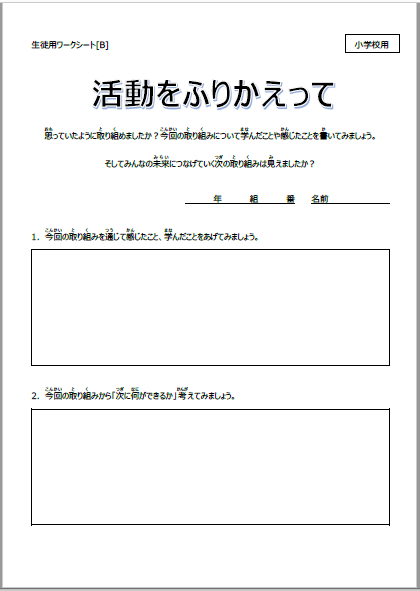 生徒用ワークシート[B]
小学校用
活動をふりかえって
思っていたように取り組めましたか？今回の取り組みについて学んだことや感じたことを書いてみましょう。
そしてみんなの未来につなげていく次の取り組みは見えましたか？
年　組　番　名前
1．今回の取り組みを通じて感じたこと、学んだことをあげてみましょう。
2．今回の取り組みから「次に何ができるか」考えてみましょう。